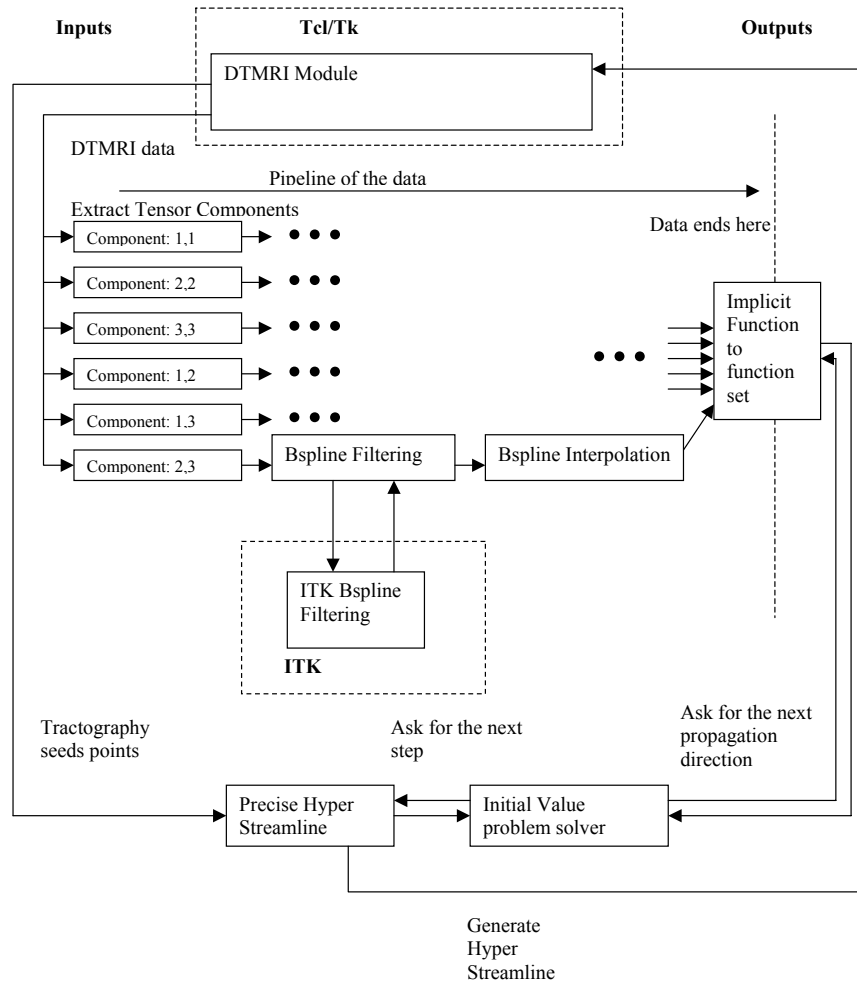 Inputs
Tcl/Tk
Outputs
DTMRI Module
DTMRI data
Pipeline of the data
Extract Tensor Components
Data ends here
Component: 1,1
Component: 2,2
Component: 3,3
Component: 1,2
Component: 1,3
Component: 2,3
Implicit
Function
to
function
set
Bspline Filtering
Bspline Interpolation
ITK Bspline
Filtering
ITK
Tractography
seeds points
Ask for the next
step
Ask for the next
propagation
direction
Precise Hyper
Streamline
Initial Value
problem solver
Generate
Hyper
Streamline